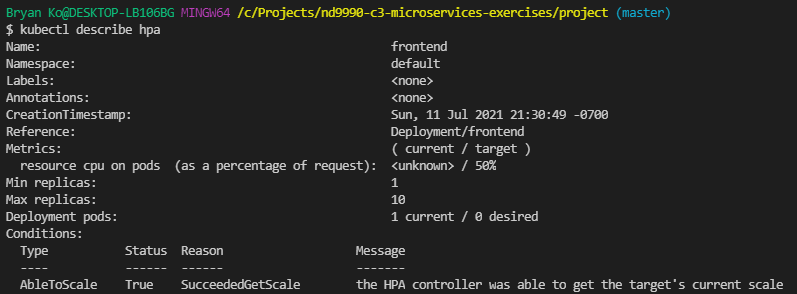 Bryan Ko@DESKTOP-LB106BG MINGW64 /c/Projects/nd9990-c3-microservices-exercises/project (master)
$ kubectl describe hpa
Name: frontend
Namespace: default
Labels: <none>
Annotations: <none>
CreationTimestamp: Sun, 11 Jul 2021 21:30:49 -0700
Reference: Deployment/frontend
Metrics: ( current / target )
resource cpu on pods (as a percentage of request): <unknown> / 50%
Min replicas: 1
Max replicas: 10
Deployment pods: 1 current / 0 desired
Conditions:
Type Status Reason Message
---- ------ ------ -------
AbleToScale True SucceededGetScale the HPA controller was able to get the target's current scale